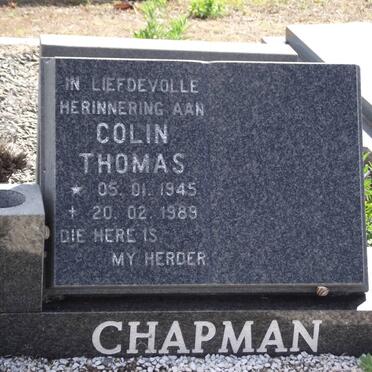 IN LIEFDEVOLLE
HERINNERING AAN
COLIN
THOMAS
* 05. 01. 1945
+ 20. 02. 1989
DIE HERE IS
MY HERDER
CHAPMAN